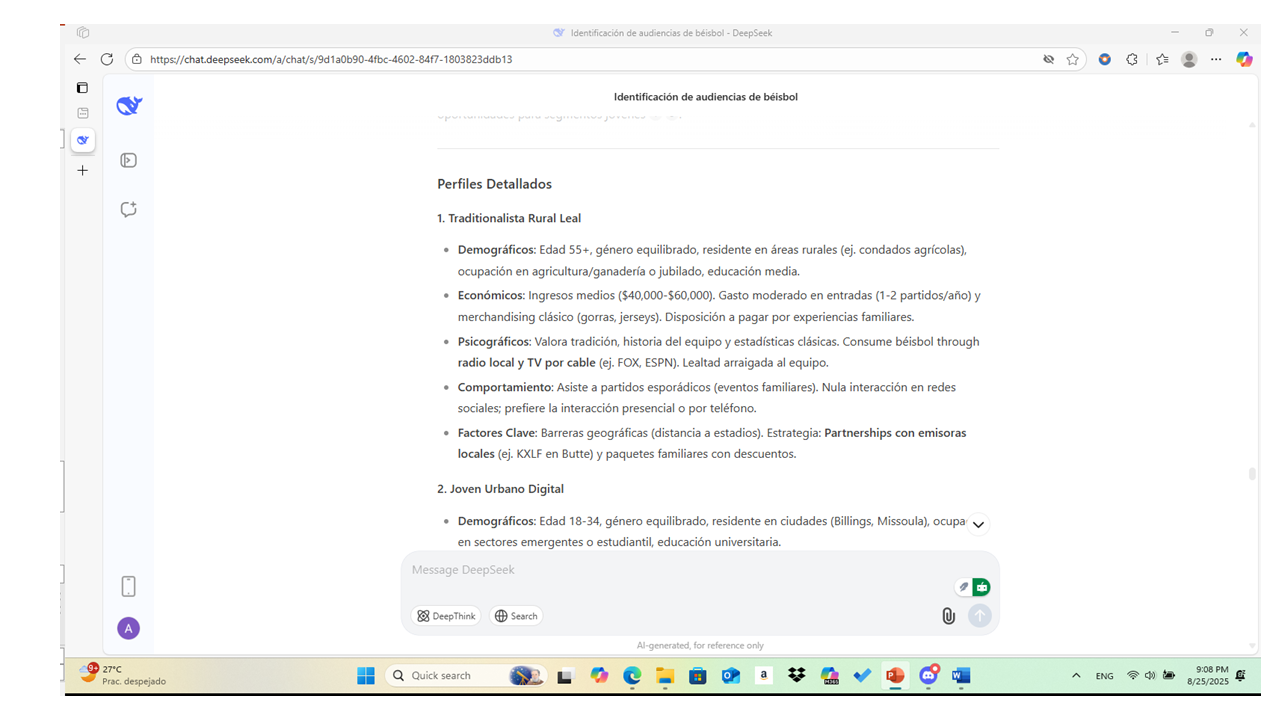 Identificación de audiencias de béisbol - DeepSeek
https://chat.deepseek.com/a/chat/s/9d1a0b90-4fbc-4602-84f7-1803823ddb13
Identificación de audiencias de béisbol
oportunidades para segmentos jóvenes
Perfiles Detallados
1. Traditionalista Rural Leal
• Demográficos: Edad 55+, género equilibrado, residente en áreas rurales (ej. condados agrícolas),
ocupación en agricultura/ganadería o jubilado, educación media.
• Económicos: Ingresos medios ($40,000-$60,000). Gasto moderado en entradas (1-2 partidos/año) y
merchandising clásico (gorras, jerseys). Disposición a pagar por experiencias familiares.
• Psicográficos: Valora tradición, historia del equipo y estadísticas clásicas. Consume béisbol through
radio local y TV por cable (ej. FOX, ESPN). Lealtad arraigada al equipo.
• Comportamiento: Asiste a partidos esporádicos (eventos familiares). Nula interacción en redes
sociales; prefiere la interacción presencial o por teléfono.
• Factores Clave: Barreras geográficas (distancia a estadios). Estrategia: Partnerships con emisoras
locales (ej. KXLF en Butte) y paquetes familiares con descuentos.
2. Joven Urbano Digital
• Demográficos: Edad 18-34, género equilibrado, residente en ciudades (Billings, Missoula), ocupa
en sectores emergentes o estudiantil, educación universitaria.
Message DeepSeek
DeepThink
Search
A
AI-generated, for reference only
9+
27°C
Prac. despejado
Quick search
a
M365
P
W
ENG
9:08 PM
8/25/2025